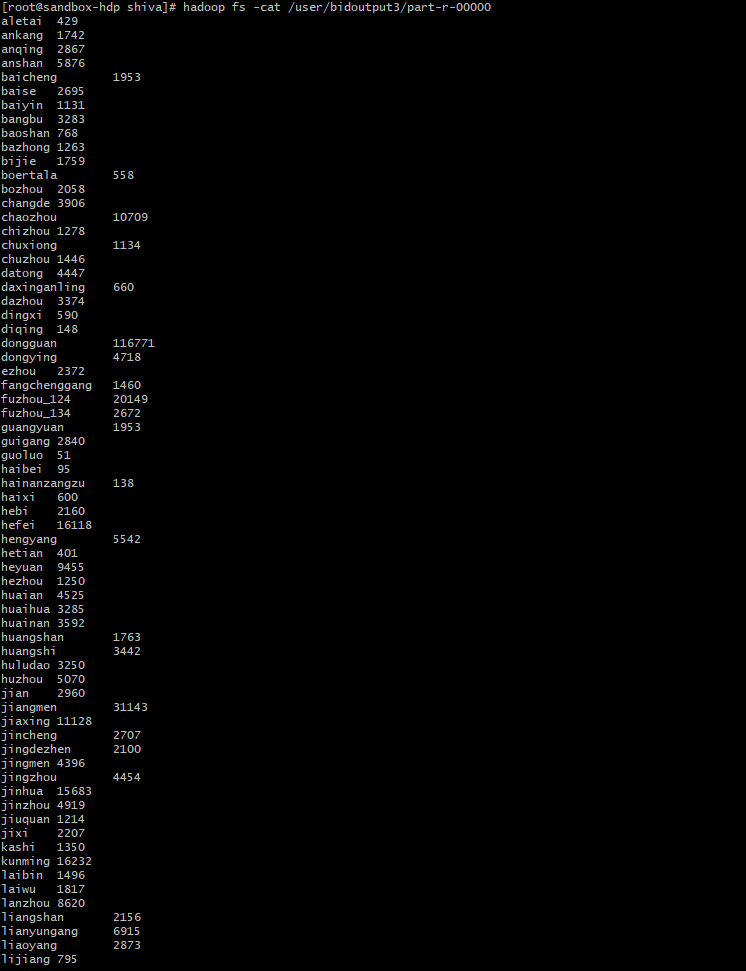 [root@sandbox-hdp shiva]# hadoop fs -cat /user/bidoutput3/part-r-00000
aletai 429
ankang 1742
anqing 2867
anshan 5876
baicheng 1953
baise 2695
baiyin 1131
bangbu 3283
baoshan 768
bazhong 1263
bijie 1759
boertala 558
bozhou 2058
changde 3906
chaozhou 10709
chizhou 1278
chuxiong 1134
chuzhou 1446
datong 4447
daxinganling 660
dazhou 3374
dingxi 590
diqing 148
dongguan 116771
dongying 4718
ezhou 2372
fangchenggang 1460
fuzhou_124 20149
fuzhou_134 2672
guangyuan 1953
guigang 2840
guoluo 51
haibei 95
hainanzangzu 138
haixi 600
hebi 2160
hefei 16118
hengyang 5542
hetian 401
heyuan 9455
hezhou 1250
huaian 4525
huaihua 3285
huainan 3592
huangshan 1763
huangshi 3442
huludao 3250
huzhou 5070
jian 2960
jiangmen 31143
jiaxing 11128
jincheng 2707
jingdezhen 2100
jingmen 4396
jingzhou 4454
jinhua 15683
jinzhou 4919
jiuquan 1214
jixi 2207
kashi 1350
kunming 16232
laibin 1496
laiwu 1817
lanzhou 8620
liangshan 2156
lianyungang 6915
liaoyang 2873
lijiang 795